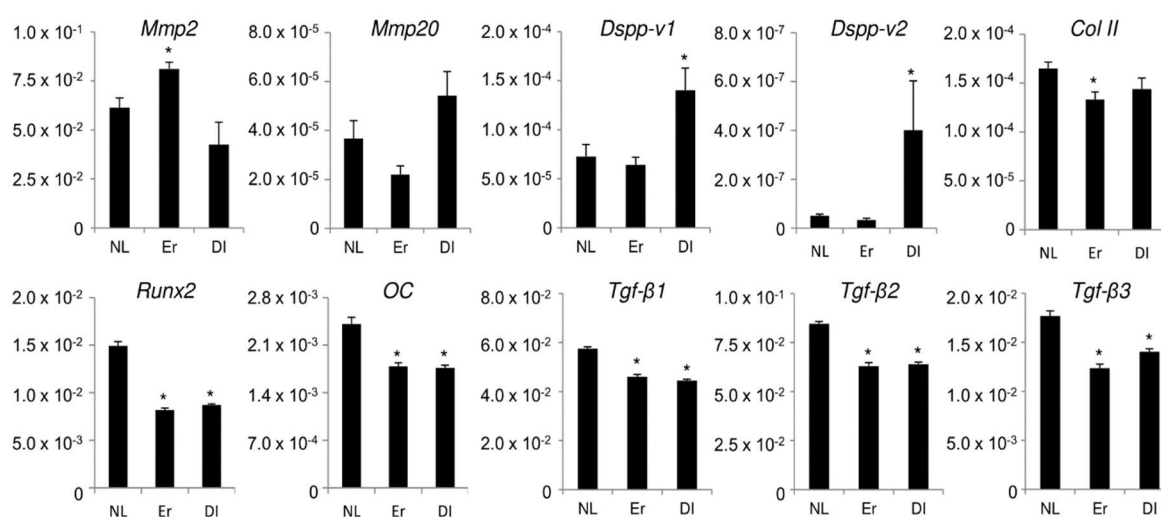 Mmp2
1.0 x 10⁻¹
7.5 x 10⁻²
5.0 x 10⁻²
2.5 x 10⁻²
0
*
NL Er DI
Mmp20
8.0 x 10⁻⁵
6.0 x 10⁻⁵
4.0 x 10⁻⁵
2.0 x 10⁻⁵
0
NL Er DI
Dspp-v1
2.0 x 10⁻⁴
1.5 x 10⁻⁴
1.0 x 10⁻⁴
5.0 x 10⁻⁵
0
*
NL Er DI
Dspp-v2
8.0 x 10⁻⁷
6.0 x 10⁻⁷
4.0 x 10⁻⁷
2.0 x 10⁻⁷
0
*
NL Er DI
Col II
2.0 x 10⁻⁴
1.5 x 10⁻⁴
1.0 x 10⁻⁴
5.0 x 10⁻⁵
0
*
NL Er DI
Runx2
2.0 x 10⁻²
1.5 x 10⁻²
1.0 x 10⁻²
5.0 x 10⁻³
0
* *
NL Er DI
OC
2.8 x 10⁻³
2.1 x 10⁻³
1.4 x 10⁻³
7.0 x 10⁻⁴
0
* *
NL Er DI
Tgf-β1
8.0 x 10⁻²
6.0 x 10⁻²
4.0 x 10⁻²
2.0 x 10⁻²
0
* *
NL Er DI
Tgf-β2
1.0 x 10⁻¹
7.5 x 10⁻²
5.0 x 10⁻²
2.5 x 10⁻²
0
* *
NL Er DI
Tgf-β3
2.0 x 10⁻²
1.5 x 10⁻²
1.0 x 10⁻²
5.0 x 10⁻³
0
* *
NL Er DI